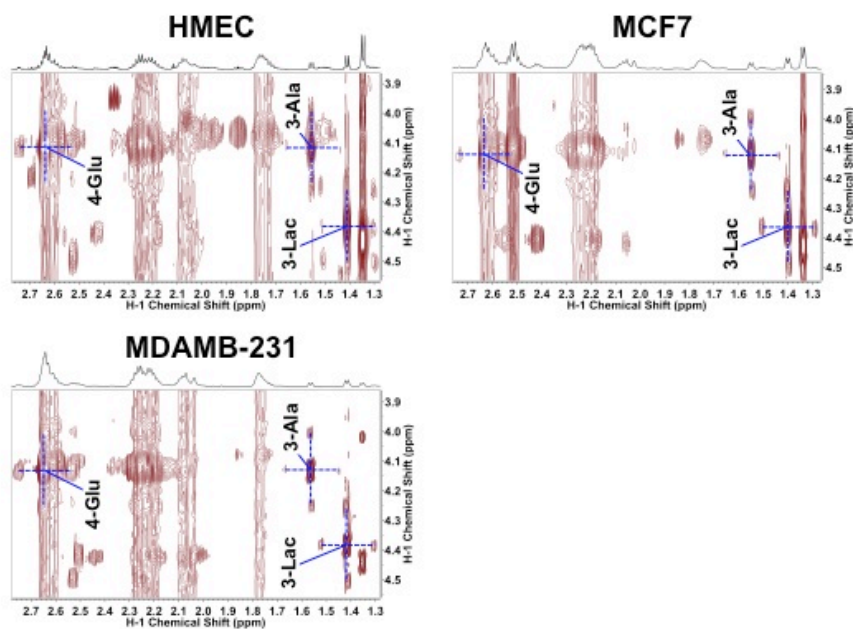 HMEC
3.9
4.0
4.1
4.2
4.3
4.4
4.5
H-1 Chemical Shift (ppm)
4-Glu
3-Ala
3-Lac
2.7 2.6 2.5 2.4 2.3 2.2 2.1 2.0 1.9 1.8 1.7 1.6 1.5 1.4 1.3
H-1 Chemical Shift (ppm)
MCF7
3.9
4.0
4.1
4.2
4.3
4.4
4.5
H-1 Chemical Shift (ppm)
4-Glu
3-Ala
3-Lac
2.7 2.6 2.5 2.4 2.3 2.2 2.1 2.0 1.9 1.8 1.7 1.6 1.5 1.4 1.3
H-1 Chemical Shift (ppm)
MDAMB-231
3.9
4.0
4.1
4.2
4.3
4.4
4.5
H-1 Chemical Shift (ppm)
4-Glu
3-Ala
3-Lac
2.7 2.6 2.5 2.4 2.3 2.2 2.1 2.0 1.9 1.8 1.7 1.6 1.5 1.4 1.3
H-1 Chemical Shift (ppm)